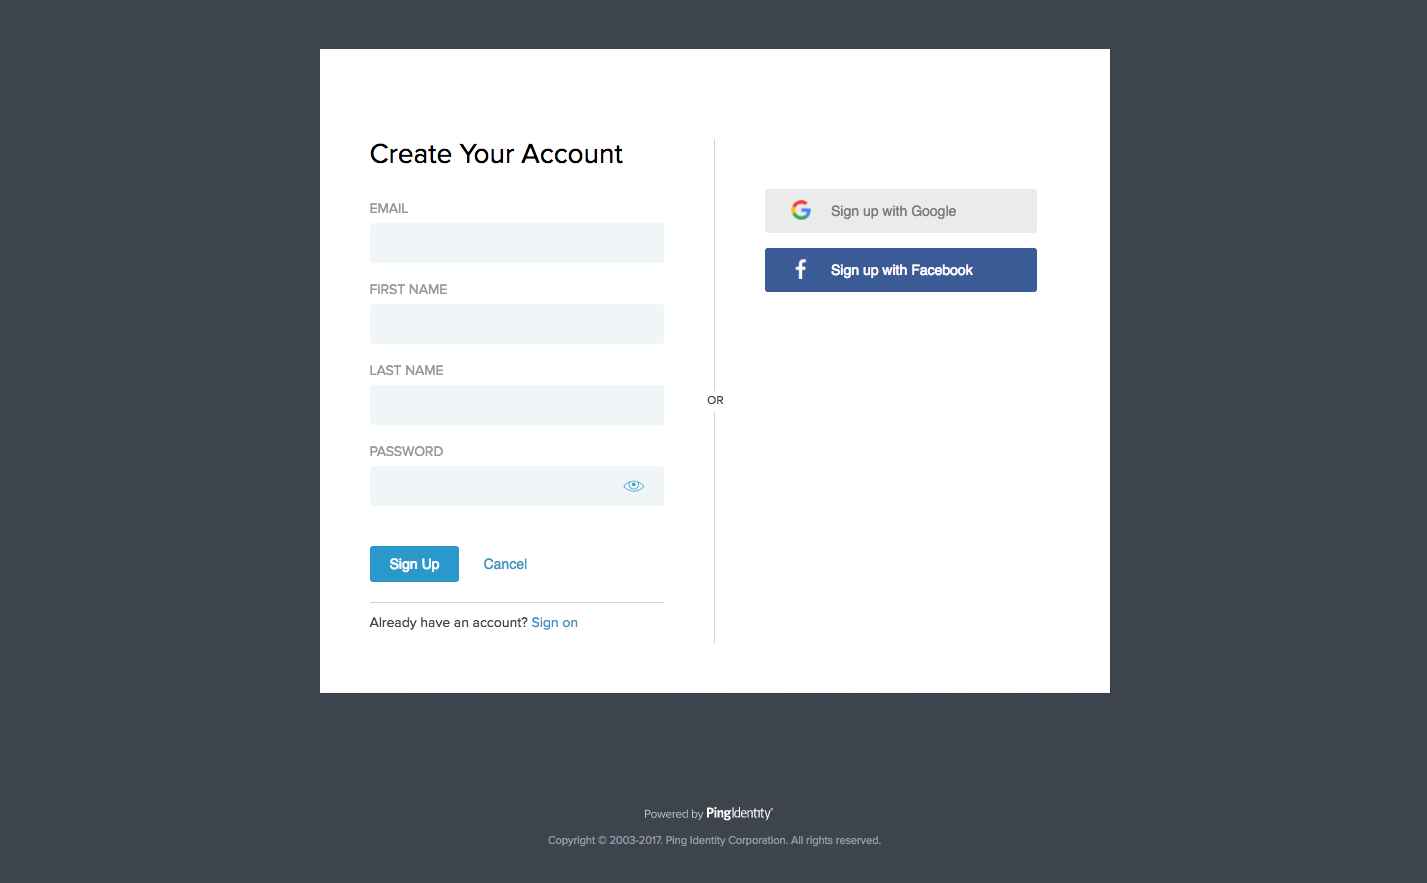 Create Your Account
EMAIL
FIRST NAME
LAST NAME
PASSWORD
Sign Up Cancel
Already have an account? Sign on
OR
Sign up with Google
Sign up with Facebook
Powered by PingIdentity®
Copyright © 2003-2017. Ping Identity Corporation. All rights reserved.